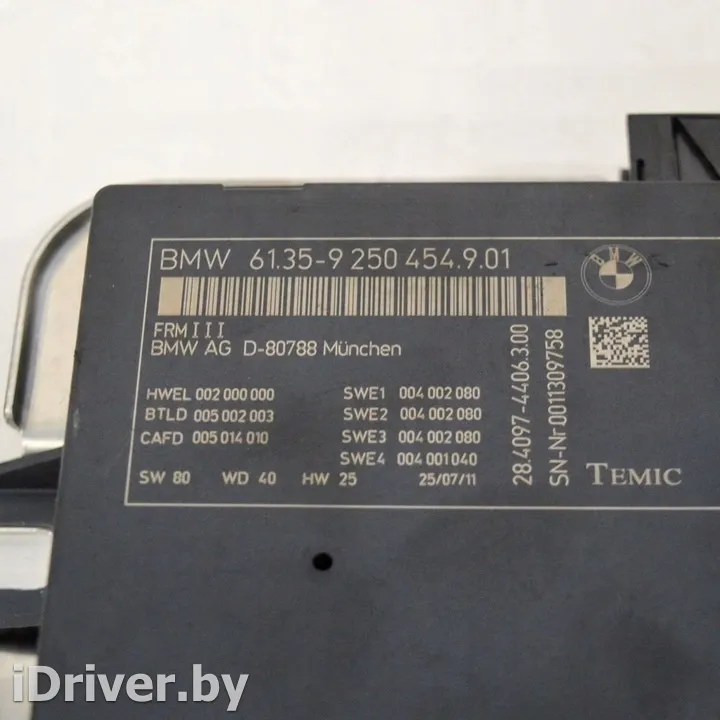 BMW 61.35-9 250 454.9.01
BMW
FRM III
BMW AG D-80788 München
HWEL 002 000 000
BTLD 005 002 003
CAFD 005 014 010
SWE1 004 002 080
SWE2 004 002 080
SWE3 004 002 080
SWE4 004 001 040
SW 80 WD 40 HW 25 25/07/11
28.4097-4406.3.00
SN-Nr 0011309758
TEMIC
iDriver.by